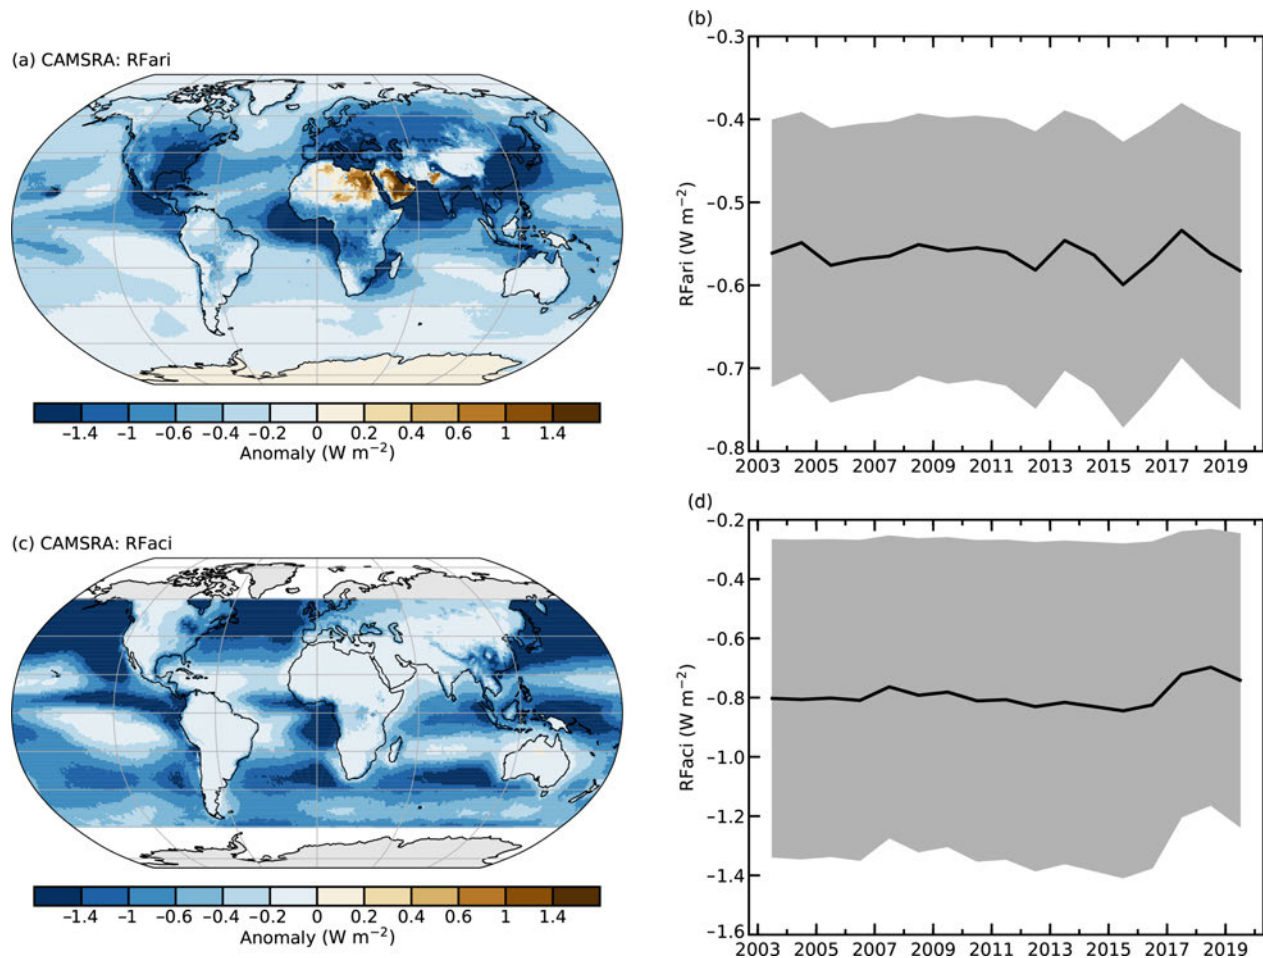 (a) CAMSRA: RFari
−1.4 −1 −0.6 −0.4 −0.2 0 0.2 0.4 0.6 1 1.4
Anomaly (W m⁻²)
(b)
−0.3
−0.4
−0.5
−0.6
−0.7
−0.8
RFari (W m⁻²)
2003 2005 2007 2009 2011 2013 2015 2017 2019
(c) CAMSRA: RFaci
−1.4 −1 −0.6 −0.4 −0.2 0 0.2 0.4 0.6 1 1.4
Anomaly (W m⁻²)
(d)
−0.2
−0.4
−0.6
−0.8
−1.0
−1.2
−1.4
−1.6
RFaci (W m⁻²)
2003 2005 2007 2009 2011 2013 2015 2017 2019